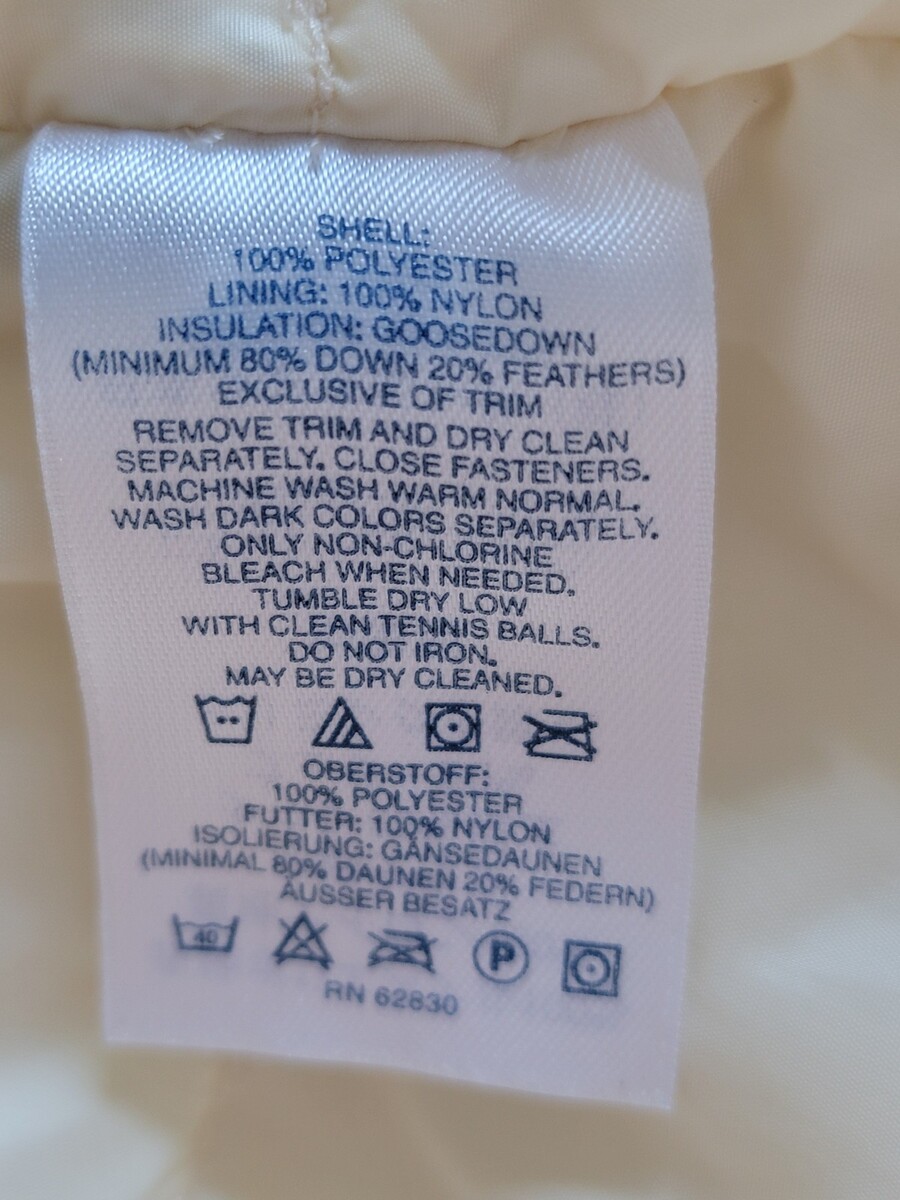 SHELL:
100% POLYESTER
LINING: 100% NYLON
INSULATION: GOOSEDOWN
(MINIMUM 80% DOWN 20% FEATHERS)
EXCLUSIVE OF TRIM
REMOVE TRIM AND DRY CLEAN
SEPARATELY. CLOSE FASTENERS.
MACHINE WASH WARM NORMAL.
WASH DARK COLORS SEPARATELY.
ONLY NON-CHLORINE
BLEACH WHEN NEEDED.
TUMBLE DRY LOW
WITH CLEAN TENNIS BALLS.
DO NOT IRON.
MAY BE DRY CLEANED.
OBERSTOFF:
100% POLYESTER
FUTTER: 100% NYLON
ISOLIERUNG: GÄNSEDAUNEN
(MINIMAL 80% DAUNEN 20% FEDERN)
AUSSER BESATZ
40 P
RN 62830